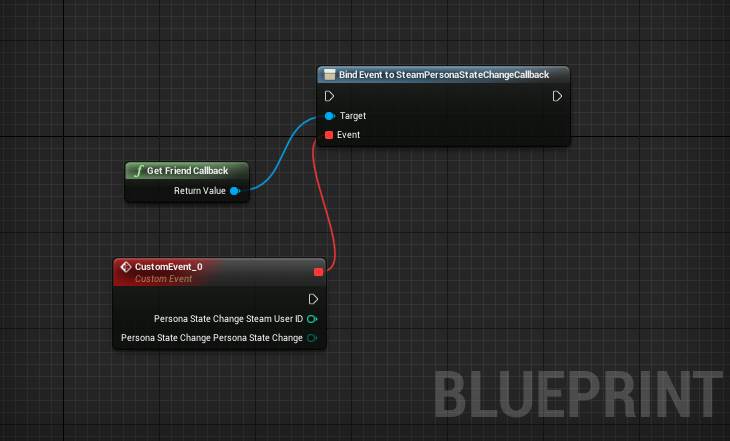 Bind Event to SteamPersonaStateChangeCallback
Target
Event
Get Friend Callback
Return Value
CustomEvent_0
Custom Event
Persona State Change Steam User ID
Persona State Change Persona State Change
BLUEPRINT